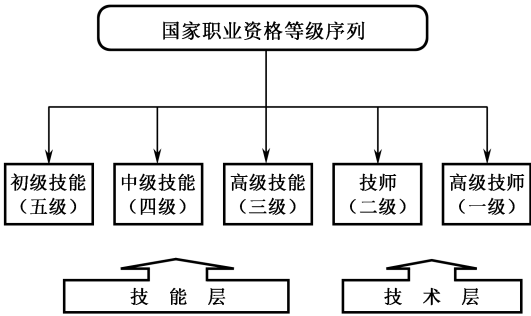 国家职业资格等级序列
初级技能
（五级）
中级技能
（四级）
高级技能
（三级）
技师
（二级）
高级技师
（一级）
技 能 层
技 术 层